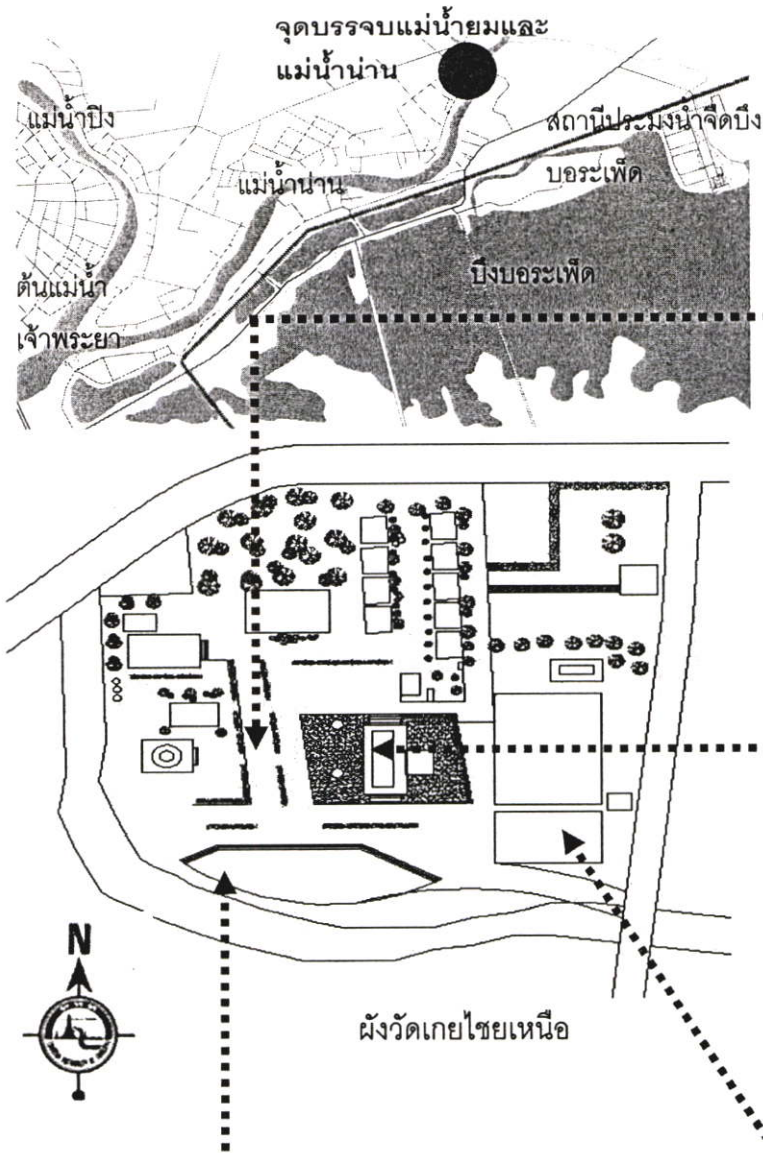 จุดบรรจบแม่น้ำยมและ
แม่น้ำน่าน
แม่น้ำปิง
สถานีประมงน้ำจืดบึง
บอระเพ็ด
แม่น้ำน่าน
บึงบอระเพ็ด
ต้นแม่น้ำ
เจ้าพระยา
N
ผังวัดเกยไชยเหนือ